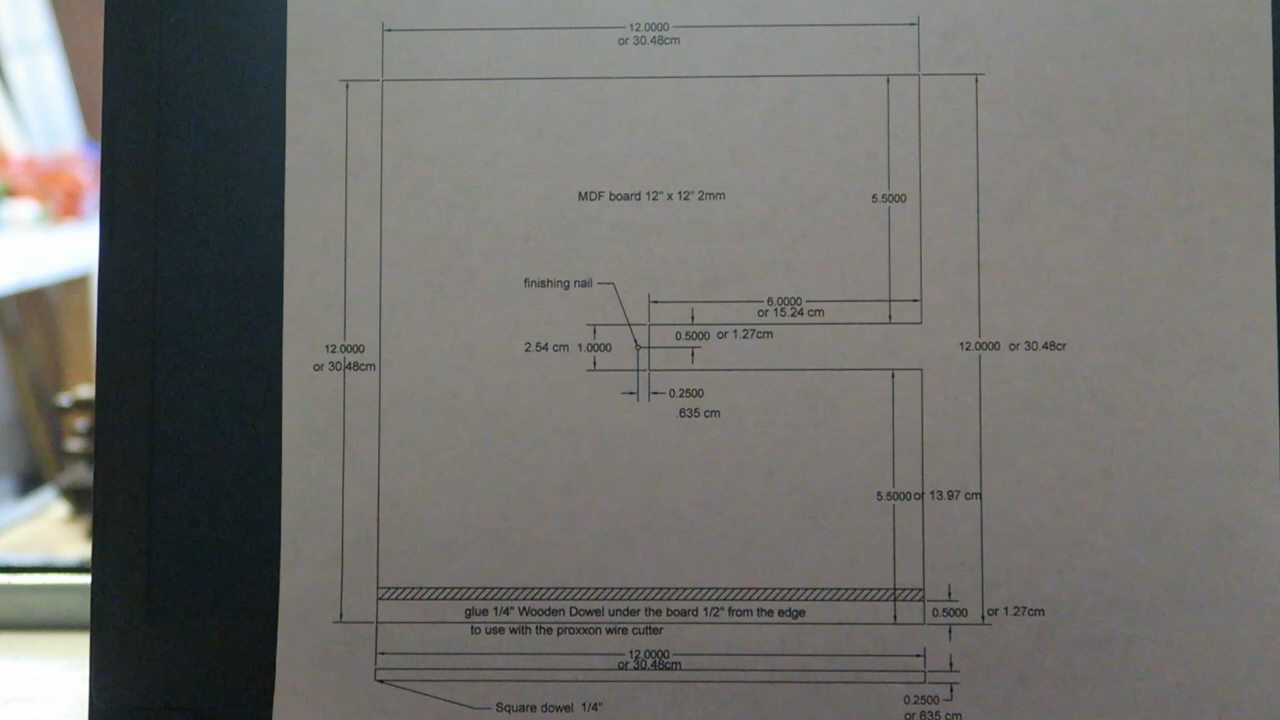 12.0000
or 30.48cm
MDF board 12" x 12" 2mm
5.5000
finishing nail
6.0000
or 15.24 cm
0.5000 or 1.27cm
2.54 cm 1.0000
12.0000 or 30.48cr
12.0000
or 30.48cm
0.2500
.635 cm
5.5000 or 13.97 cm
glue 1/4" Wooden Dowel under the board 1/2" from the edge
0.5000 or 1.27cm
to use with the proxxon wire cutter
12.0000
or 30.48cm
0.2500
Square dowel 1/4"
or .635 cm